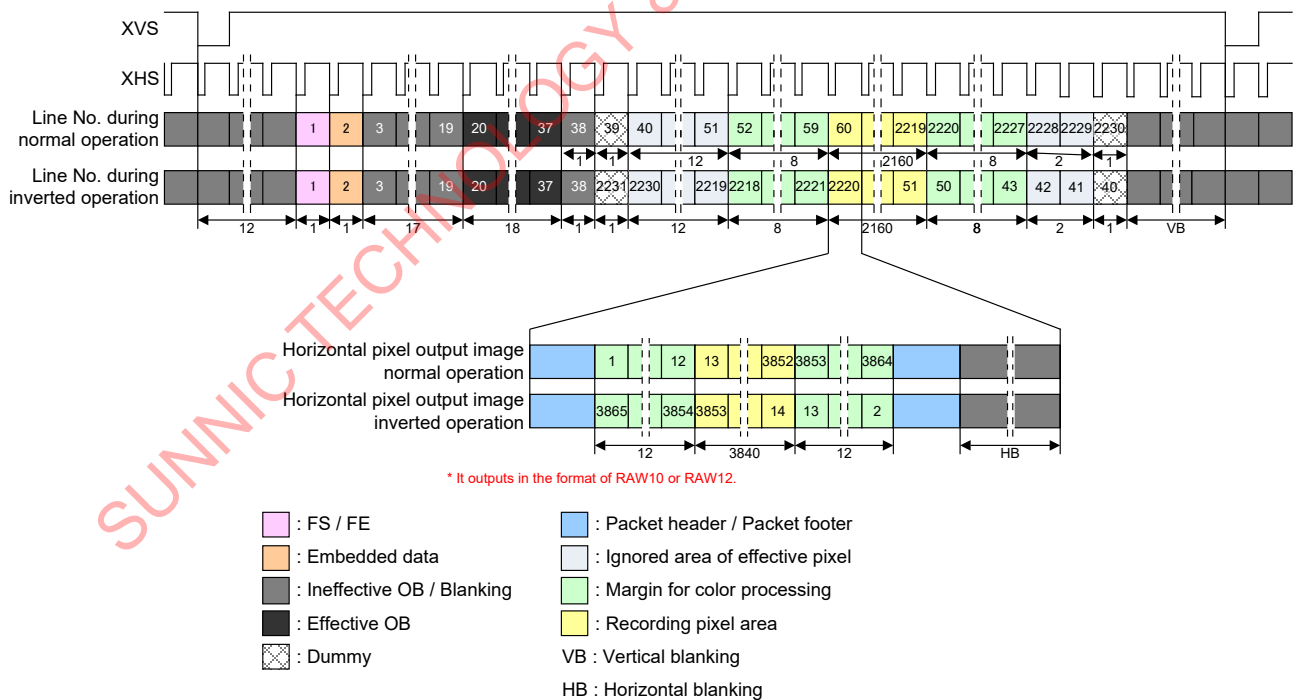 SUNNIC TECHNOLOGY &
XVS
XHS
Line No. during
normal operation
1 2 3 19 20 37 38 39 40 51 52 59 60 2219 2220 2227 2228 2229 2230
1 1 12 8 2160 8 2 1
Line No. during
inverted operation
1 2 3 19 20 37 38 2231 2230 2219 2218 2221 2220 51 50 43 42 41 40
12 1 1 17 18 1 1 12 8 2160 8 2 1 VB
Horizontal pixel output image
normal operation
1 12 13 3852 3853 3864
Horizontal pixel output image
inverted operation
3865 3854 3853 14 13 2
12 3840 12 HB
* It outputs in the format of RAW10 or RAW12.
: FS / FE
: Embedded data
: Ineffective OB / Blanking
: Effective OB
: Dummy
: Packet header / Packet footer
: Ignored area of effective pixel
: Margin for color processing
: Recording pixel area
VB : Vertical blanking
HB : Horizontal blanking